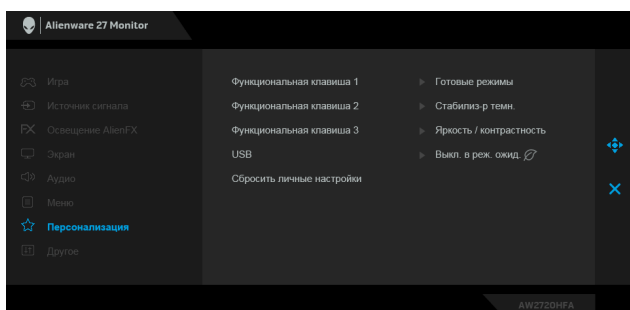 Alienware 27 Monitor
Игра
Источник сигнала
FX Освещение AlienFX
Экран
Аудио
Меню
Персонализация
Другое
Функциональная клавиша 1 Готовые режимы
Функциональная клавиша 2 Стабилиз-р темн.
Функциональная клавиша 3 Яркость / контрастность
USB Выкл. в реж. ожид.
Сбросить личные настройки
AW2720HFA